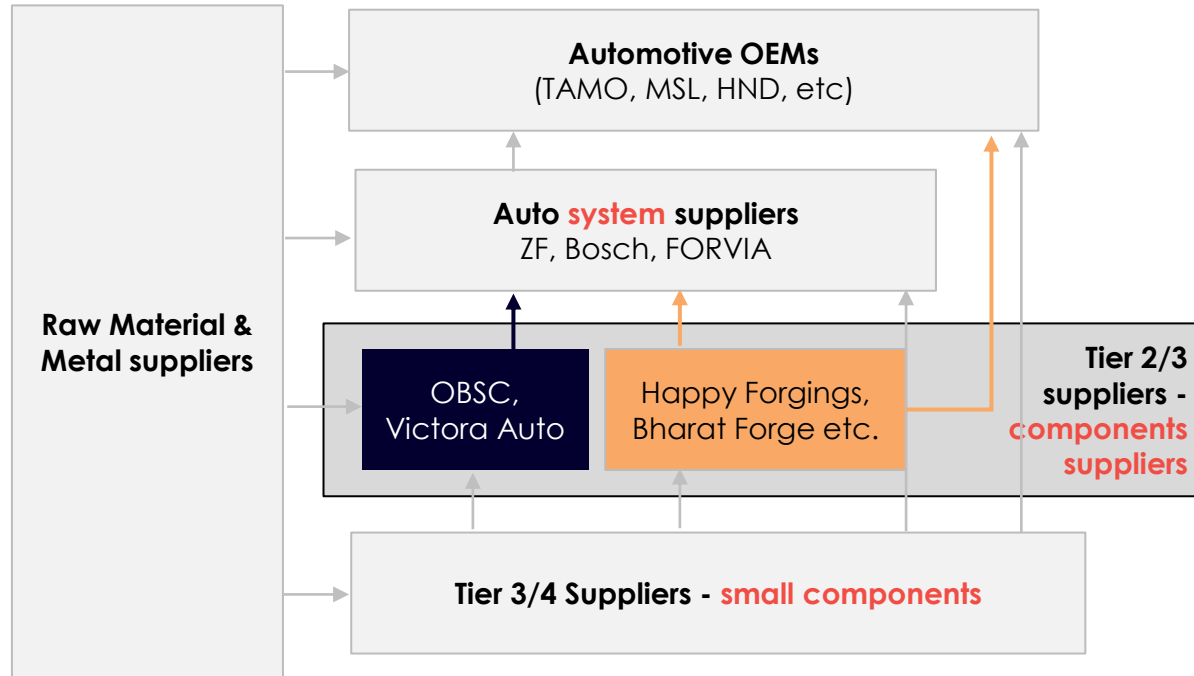 Automotive OEMs
(TAMO, MSL, HND, etc)
Auto system suppliers
ZF, Bosch, FORVIA
Raw Material &
Metal suppliers
OBSC,
Victora Auto
Happy Forgings,
Bharat Forge etc.
Tier 2/3
suppliers -
components
suppliers
Tier 3/4 Suppliers - small components